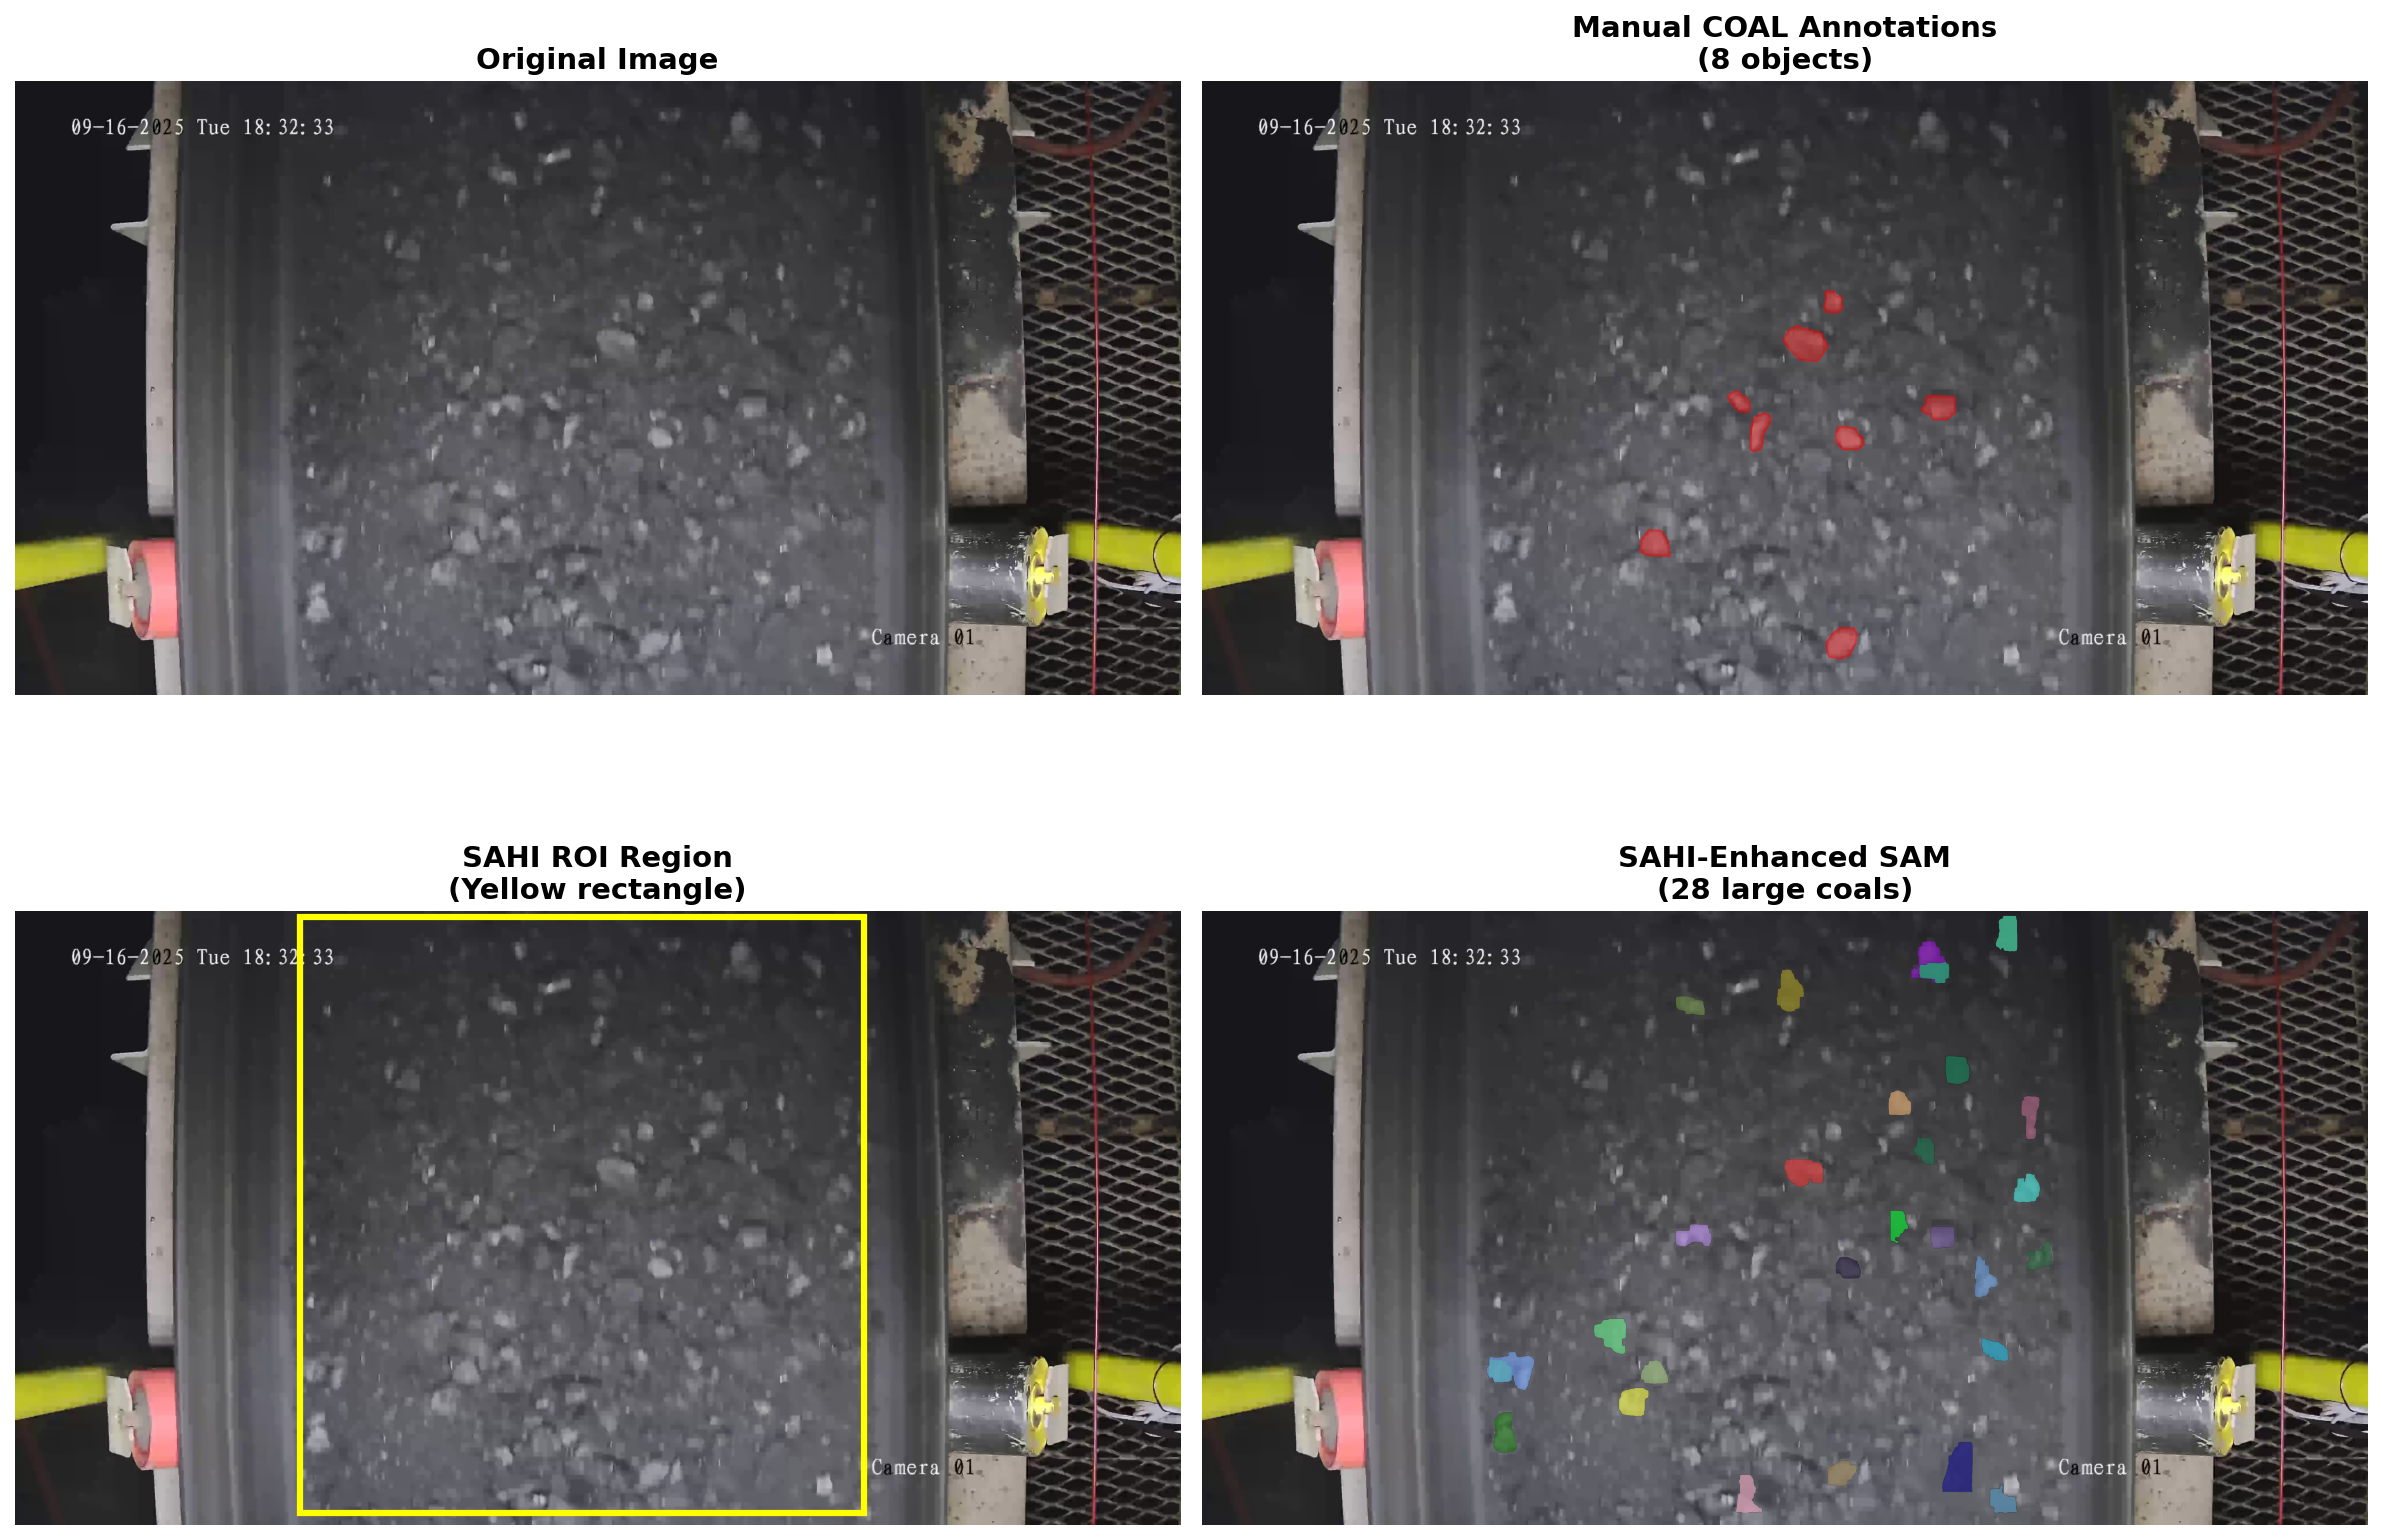 Original Image
09-16-2025 Tue 18:32:33
Camera 01
Manual COAL Annotations
(8 objects)
09-16-2025 Tue 18:32:33
Camera 01
SAHI ROI Region
(Yellow rectangle)
09-16-2025 Tue 18:32:33
Camera 01
SAHI-Enhanced SAM
(28 large coals)
09-16-2025 Tue 18:32:33
Camera 01